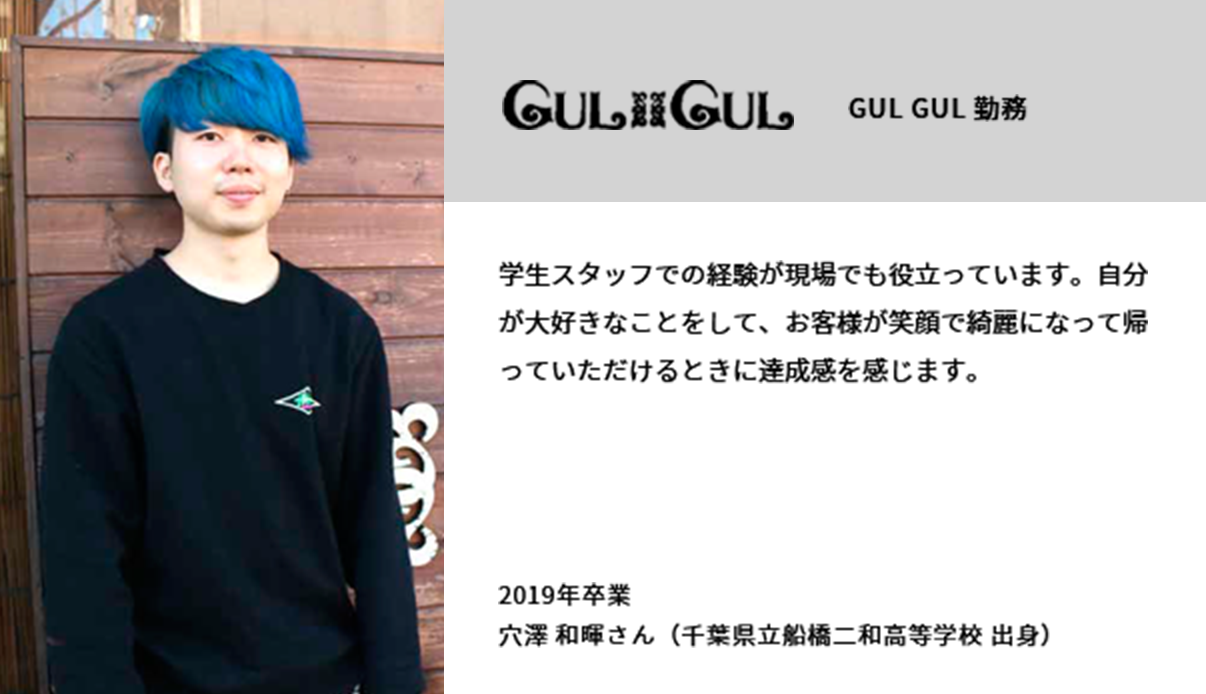 GUL GUL
GUL GUL 勤務
学生スタッフでの経験が現場でも役立っています。自分
が大好きなことをして、お客様が笑顔で綺麗になって帰
っていただけるときに達成感を感じます。
2019年卒業
穴澤 和暉さん（千葉県立船橋二和高等学校 出身）